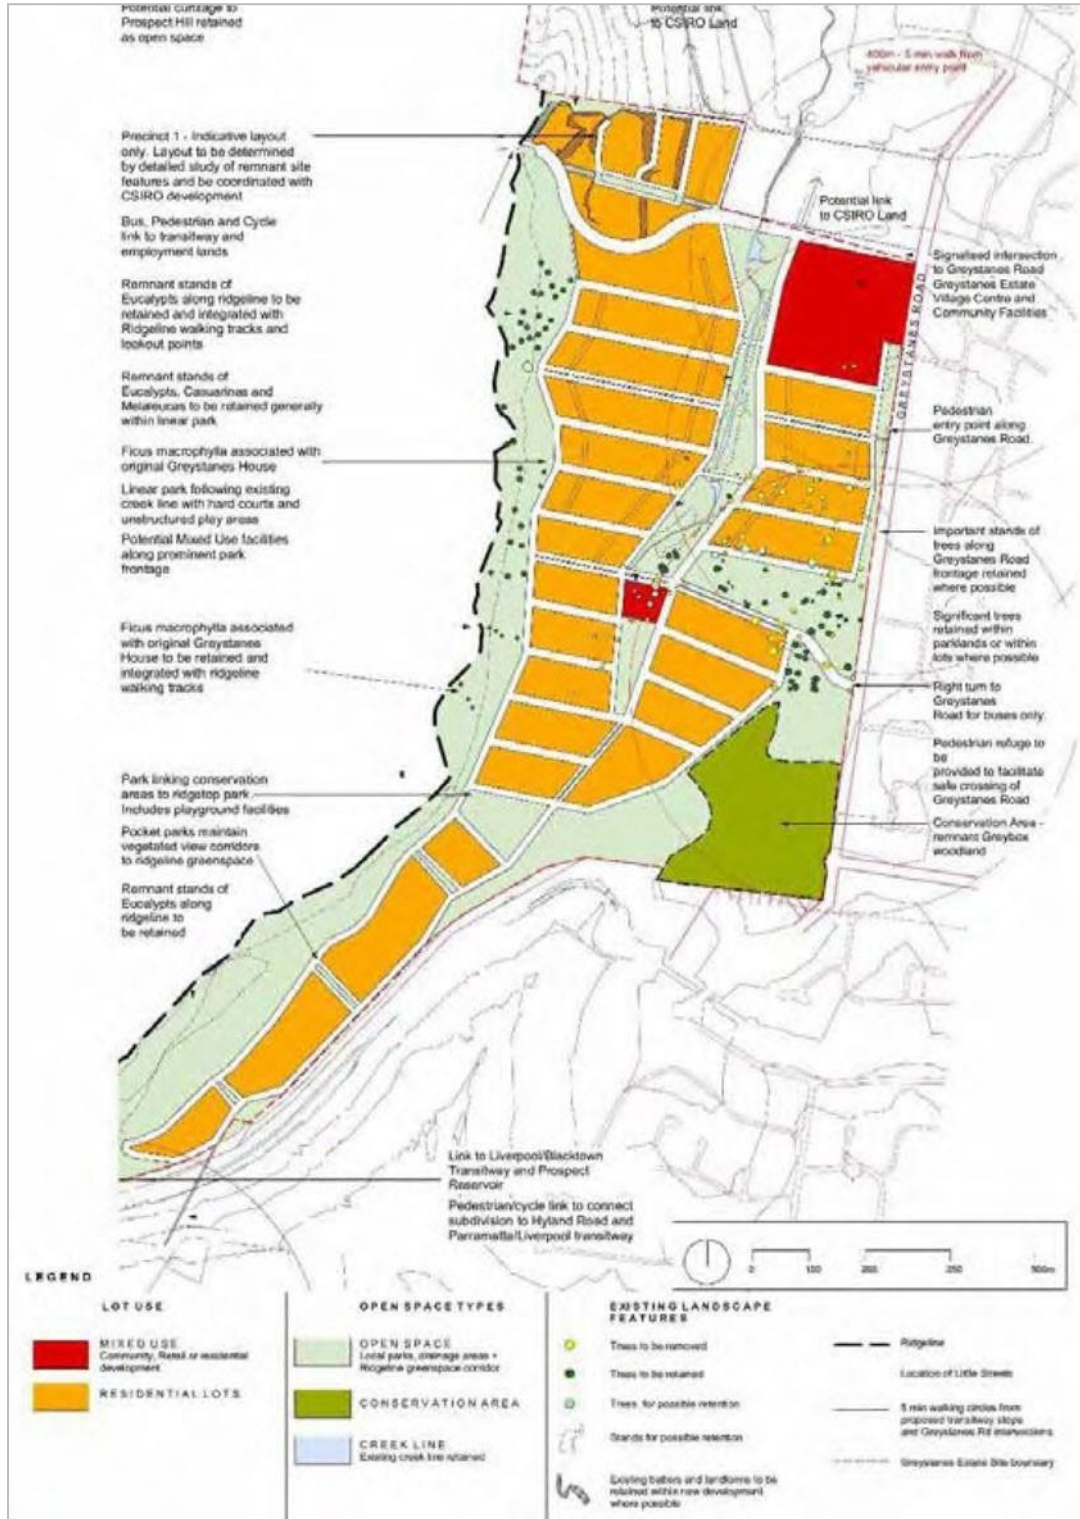 Potential curtilage to
Prospect Hill retained
as open space
Potential link
to CSIRO Land
400m - 5 min walk from
vehicular entry point
Precinct 1 - Indicative layout
only. Layout to be determined
by detailed study of remnant site
features and be coordinated with
CSIRO development
Bus, Pedestrian and Cycle
link to transitway and
employment lands
Remnant stands of
Eucalypts along ridgeline to be
retained and integrated with
Ridgeline walking tracks and
lookout points
Remnant stands of
Eucalypts, Casuarinas and
Melaleucas to be retained generally
within linear park
Ficus macrophylla associated with
original Greystanes House
Linear park following existing
creek line with hard courts and
unstructured play areas
Potential Mixed Use facilities
along prominent park
frontage
Ficus macrophylla associated
with original Greystanes
House to be retained and
integrated with ridgeline
walking tracks
Park linking conservation
areas to ridgetop park
Includes playground facilities
Pocket parks maintain
vegetated view corridors
to ridgeline greenspace
Remnant stands of
Eucalypts along
ridgeline to
be retained
Potential link
to CSIRO Land
Signalised intersection
to Greystanes Road
Greystanes Estate
Village Centre and
Community Facilities
GREYSTANES ROAD
Pedestrian
entry point along
Greystanes Road.
Important stands of
trees along
Greystanes Road
frontage retained
where possible
Significant trees
retained within
parklands or within
lots where possible
Right turn to
Greystanes
Road for buses only
Pedestrian refuge to
be
provided to facilitate
safe crossing of
Greystanes Road
Conservation Area -
remnant Greybox
woodland
Link to Liverpool/Blacktown
Transitway and Prospect
Reservoir
Pedestrian/cycle link to connect
subdivision to Hyland Road and
Parramatta/Liverpool transitway
0 100 200 250 500m
LEGEND
LOT USE
MIXED USE
Community, Retail or residential
development
RESIDENTIAL LOTS
OPEN SPACE TYPES
OPEN SPACE
Local parks, drainage areas +
Ridgeline greenspace corridor
CONSERVATION AREA
CREEK LINE
Existing creek line retained
EXISTING LANDSCAPE
FEATURES
Trees to be removed
Trees to be retained
Trees for possible retention
Stands for possible retention
Existing batters and landforms to be
retained within new development
where possible
Ridgeline
Location of Little Streets
5 min walking circles from
proposed transitway stops
and Greystanes Rd intersections
Greystanes Estate Site boundary